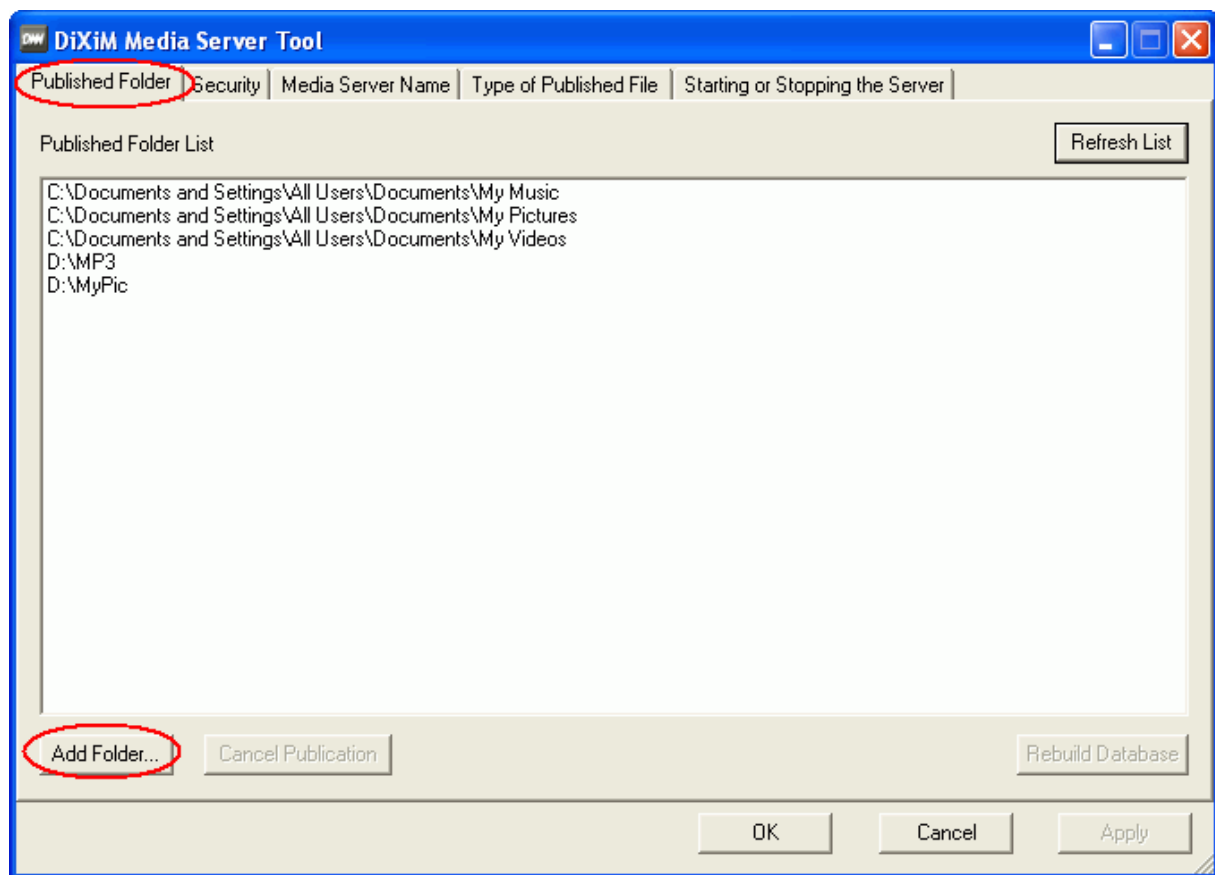 DiXiM Media Server Tool
Published Folder Security Media Server Name Type of Published File Starting or Stopping the Server
Published Folder List Refresh List
C:\Documents and Settings\All Users\Documents\My Music
C:\Documents and Settings\All Users\Documents\My Pictures
C:\Documents and Settings\All Users\Documents\My Videos
D:\MP3
D:\MyPic
Add Folder... Cancel Publication Rebuild Database
OK Cancel Apply